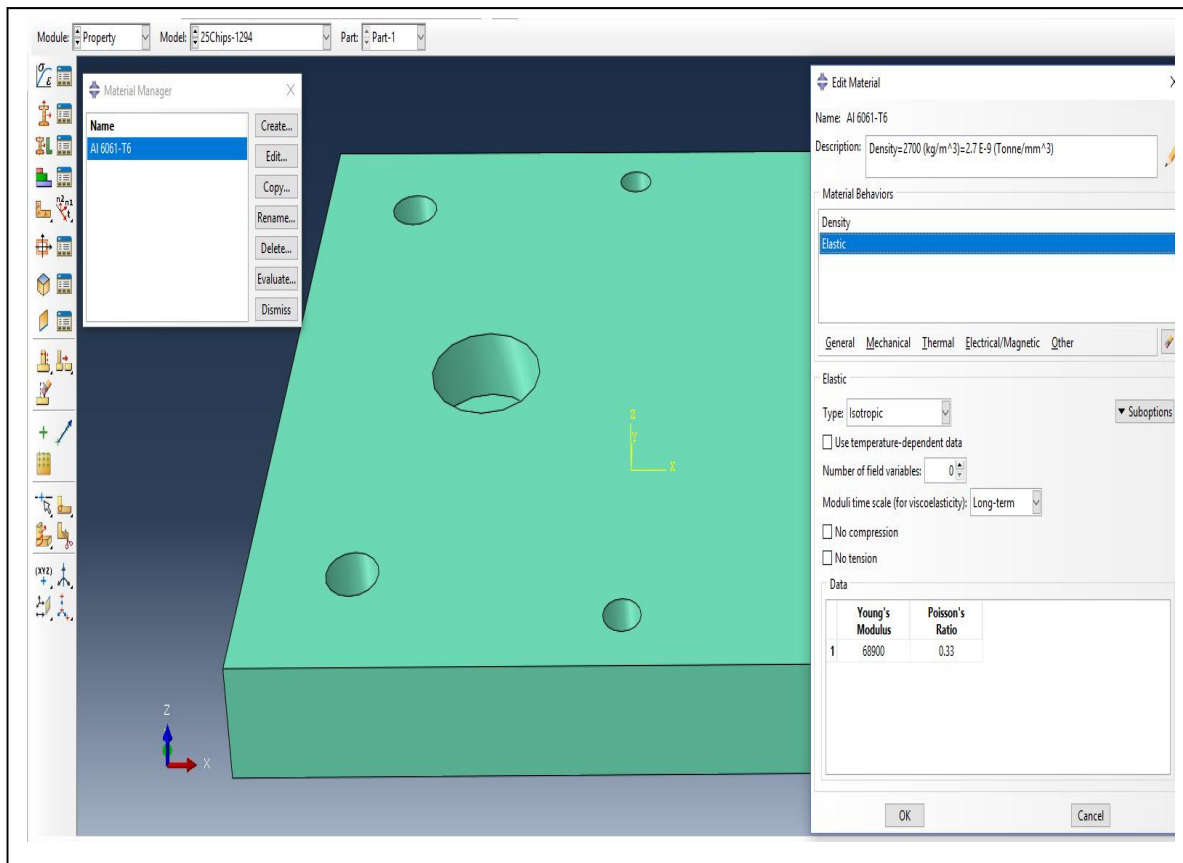 Module: Property Model: 25Chips-1294 Part: Part-1
Material Manager X
Name
Al 6061-T6
Create...
Edit...
Copy...
Rename...
Delete...
Evaluate...
Dismiss
Edit Material X
Name: Al 6061-T6
Description: Density=2700 (kg/m^3)=2.7 E-9 (Tonne/mm^3)
Material Behaviors
Density
Elastic
General Mechanical Thermal Electrical/Magnetic Other
Elastic
Type: Isotropic ▼ Suboptions
Use temperature-dependent data
Number of field variables: 0
Moduli time scale (for viscoelasticity): Long-term
No compression
No tension
Data
Young's Poisson's
Modulus Ratio
1 68900 0.33
OK Cancel
Z
Y
X
Z
X
σ
ε
n2 n1
t
(XYZ)